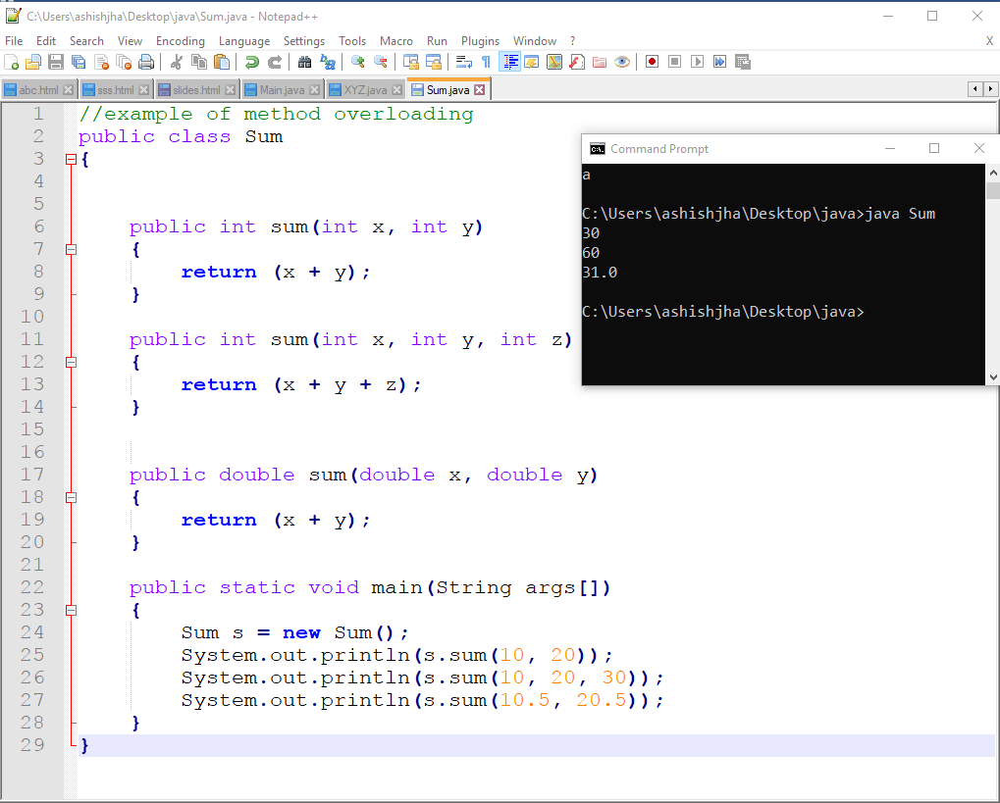 C:\Users\ashishjha\Desktop\java\Sum.java - Notepad++
File Edit Search View Encoding Language Settings Tools Macro Run Plugins Window ? X
abc.html sss.html slides.html Main.java XYZ.java Sum.java
1 //example of method overloading
2 public class Sum
3 {
4
5
6 public int sum(int x, int y)
7 {
8 return (x + y);
9 }
10
11 public int sum(int x, int y, int z)
12 {
13 return (x + y + z);
14 }
15
16
17 public double sum(double x, double y)
18 {
19 return (x + y);
20 }
21
22 public static void main(String args[])
23 {
24 Sum s = new Sum();
25 System.out.println(s.sum(10, 20));
26 System.out.println(s.sum(10, 20, 30));
27 System.out.println(s.sum(10.5, 20.5));
28 }
29 }
Command Prompt
a
C:\Users\ashishjha\Desktop\java>java Sum
30
60
31.0
C:\Users\ashishjha\Desktop\java>